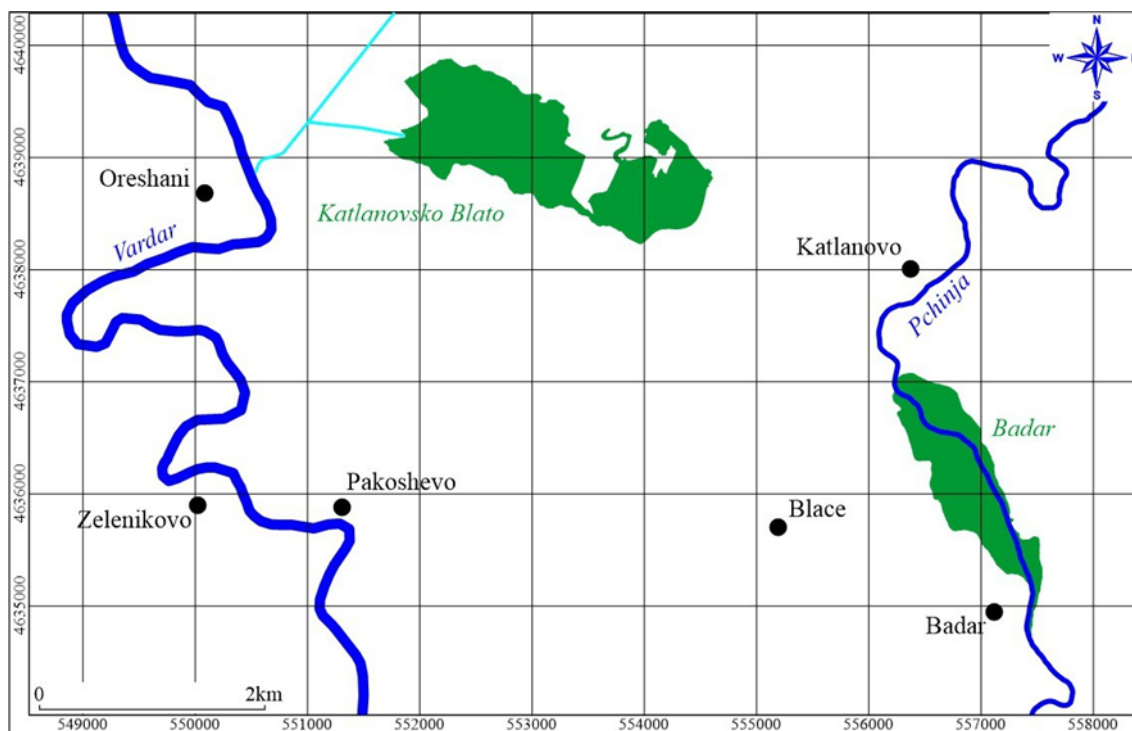 N
W
S
4640000
4639000
4638000
4637000
4636000
4635000
Oreshani
Vardar
Katlanovsko Blato
Katlanovo
Pchinja
Badar
Pakoshevo
Zelenikovo
Blace
Badar
0 2km
549000 550000 551000 552000 553000 554000 555000 556000 557000 558000